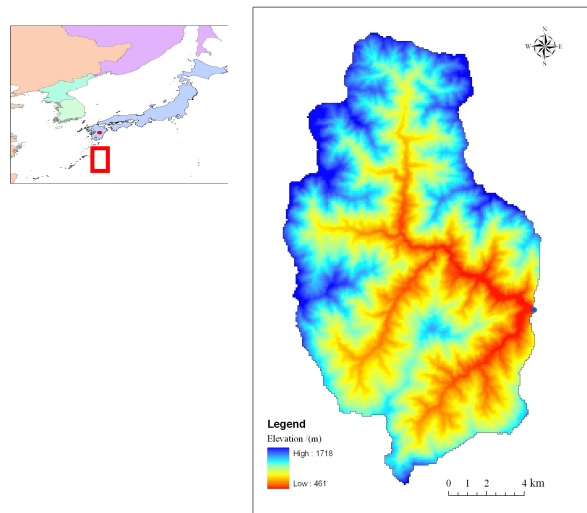 N
W E
S
Legend
Elevation /(m)
High : 1718
Low : 461
0 1 2 4 km